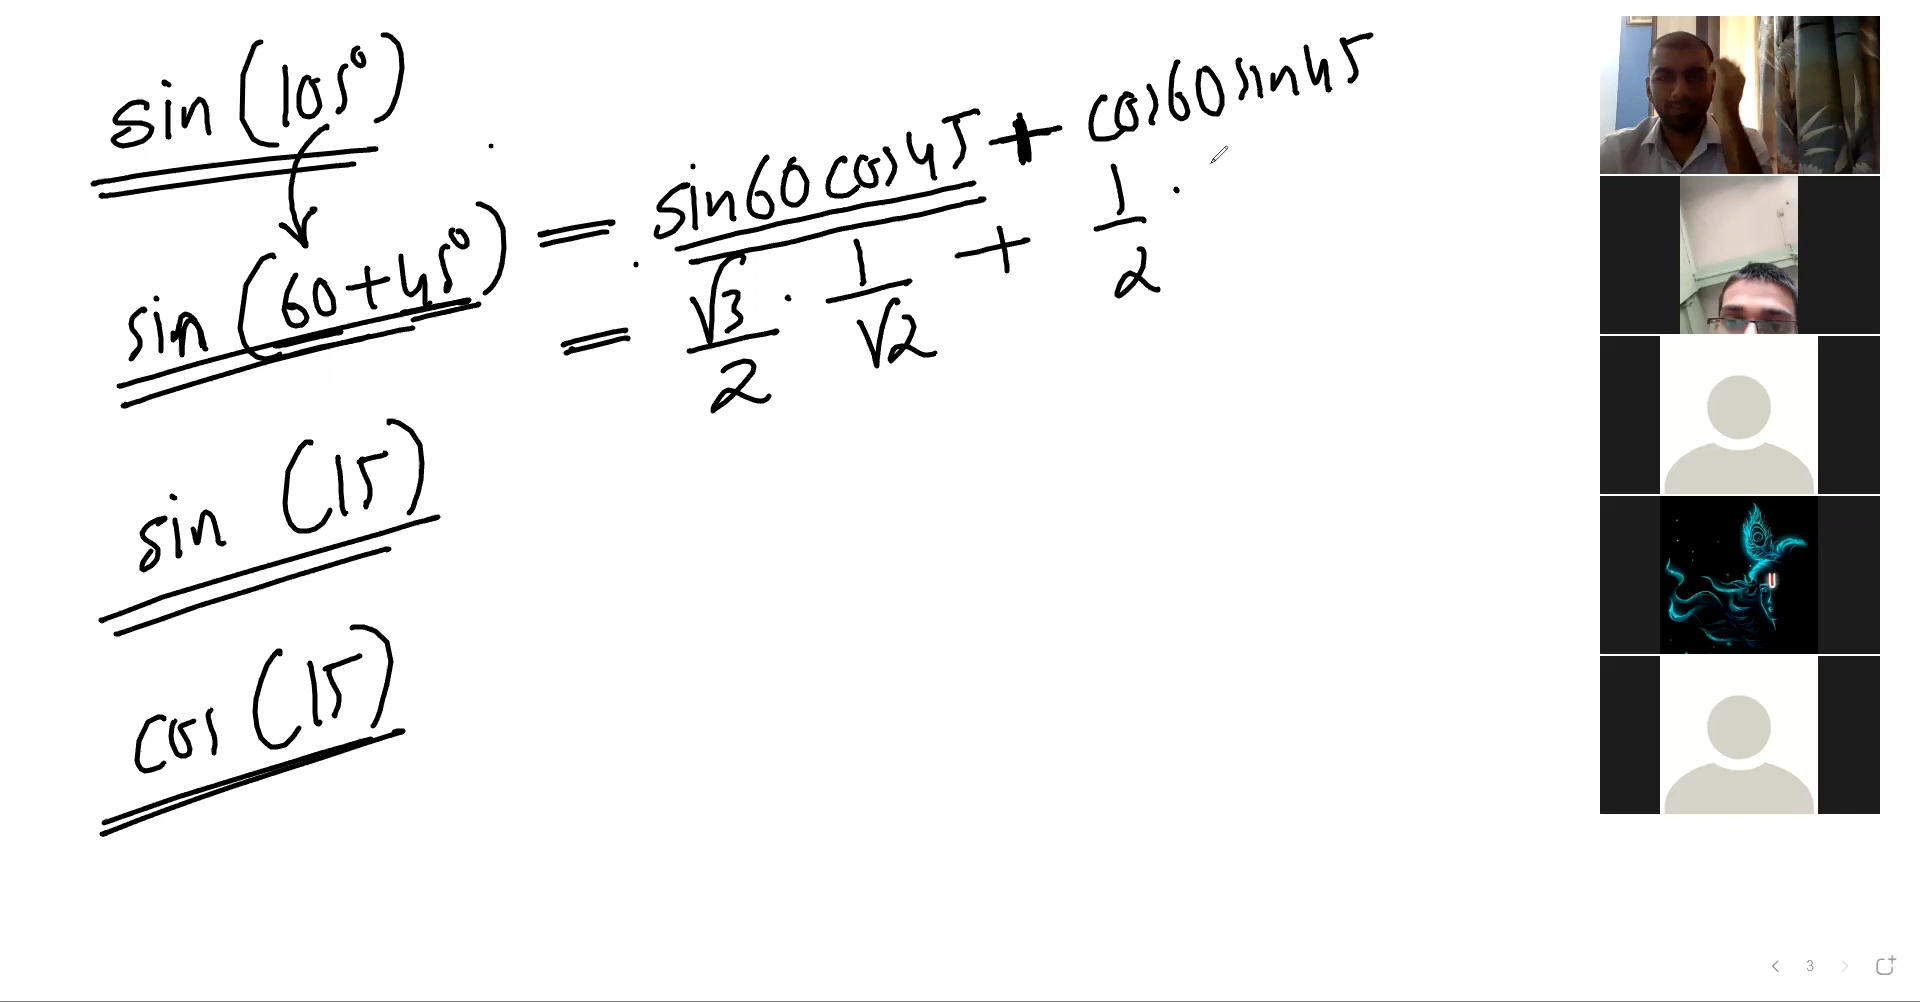 sin (105°)
sin (60+45°) = sin60 cos45 + cos60 sin45
= √3/2 · 1/√2 + 1/2 ·
sin (15)
cos (15)
U
3